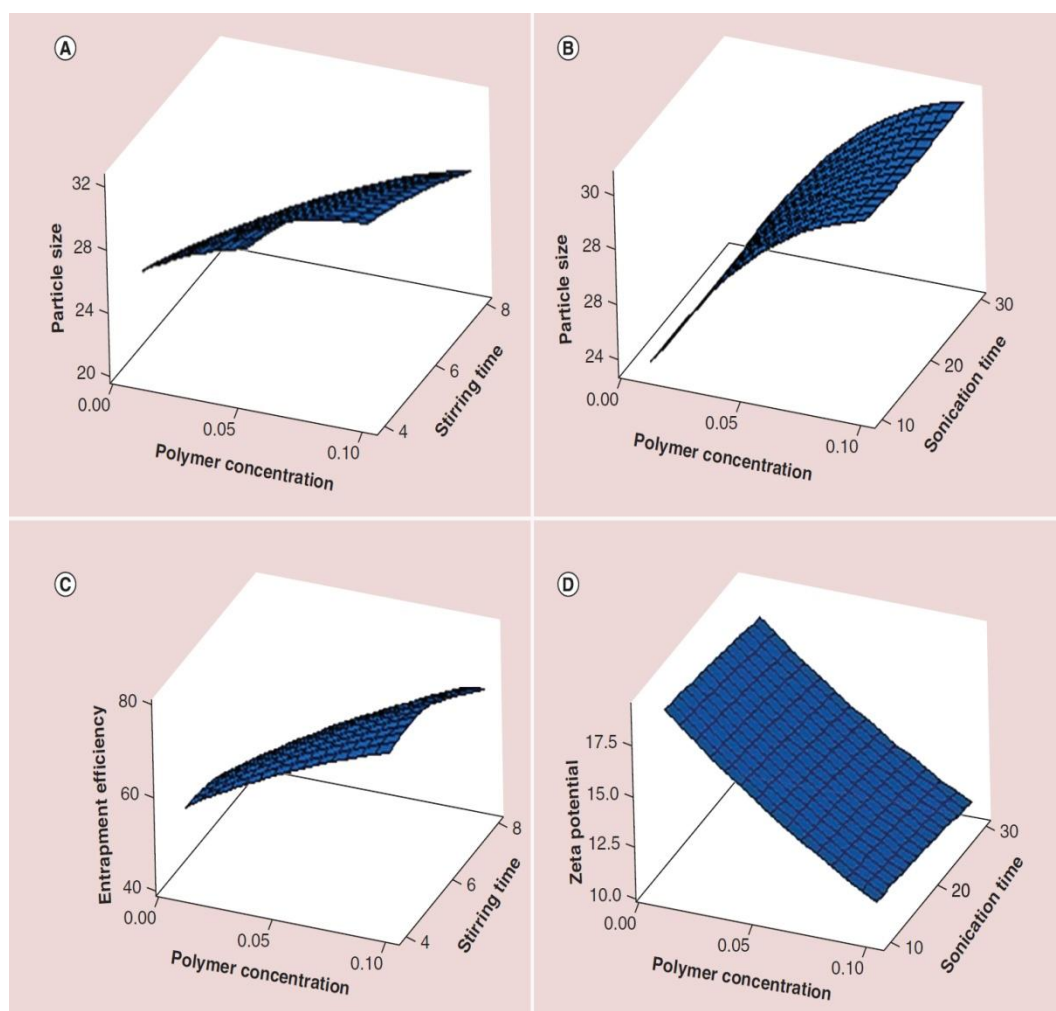 A
32
28
24
20
Particle size
0.00
0.05
0.10
Polymer concentration
4
6
8
Stirring time
B
30
28
28
24
Particle size
0.00
0.05
0.10
Polymer concentration
10
20
30
Sonication time
C
80
60
40
Entrapment efficiency
0.00
0.05
0.10
Polymer concentration
4
6
8
Stirring time
D
17.5
15.0
12.5
10.0
Zeta potential
0.00
0.05
0.10
Polymer concentration
10
20
30
Sonication time